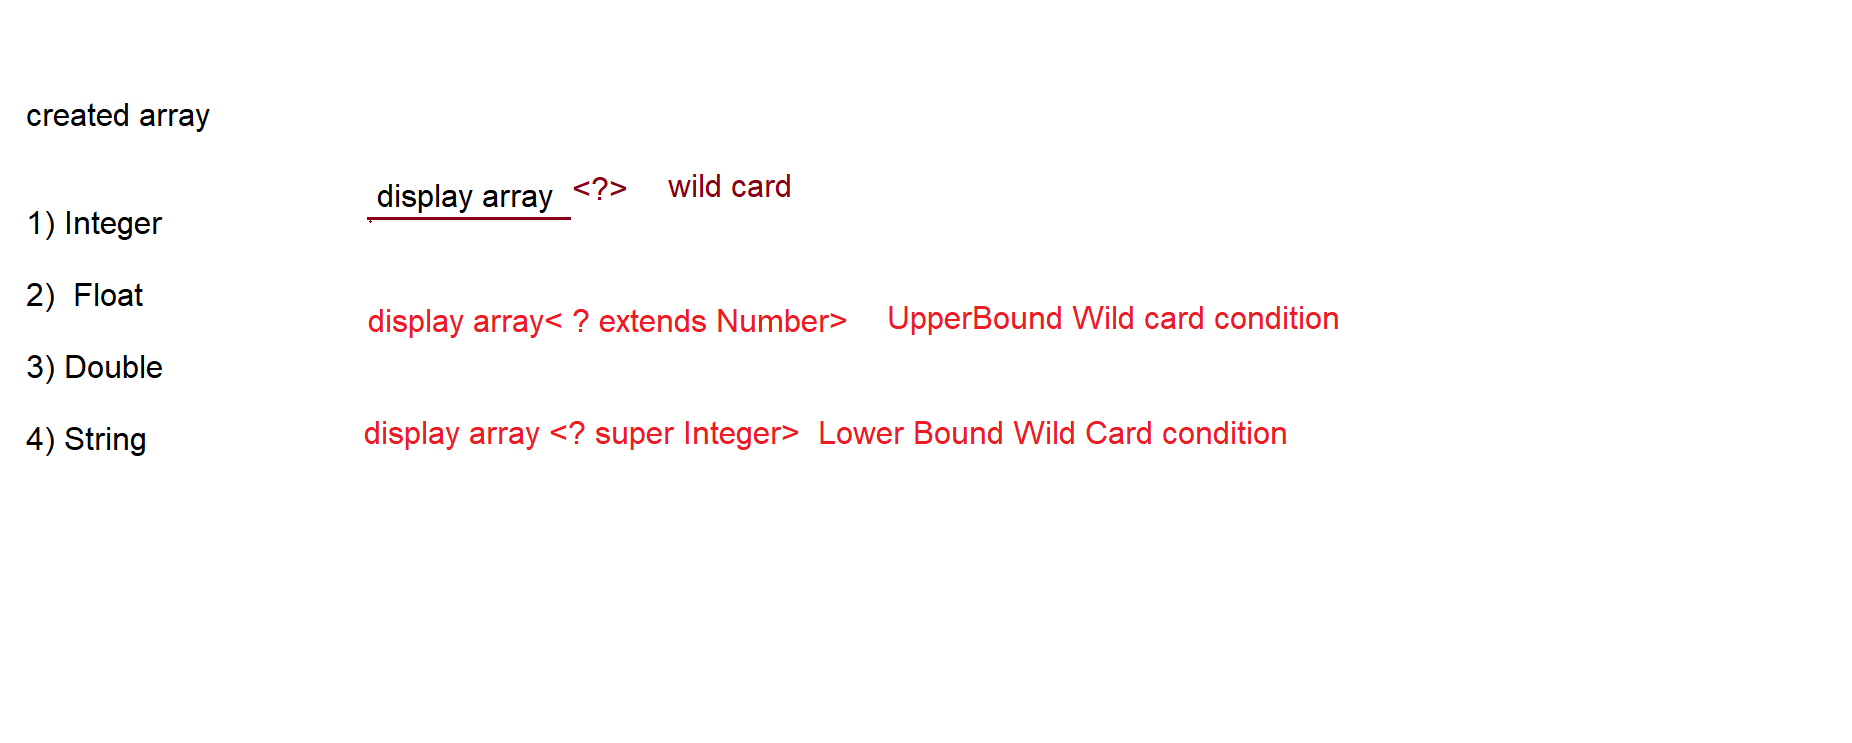 created array
display array <?> wild card
1) Integer
2) Float
display array< ? extends Number> UpperBound Wild card condition
3) Double
4) String
display array <? super Integer> Lower Bound Wild Card condition